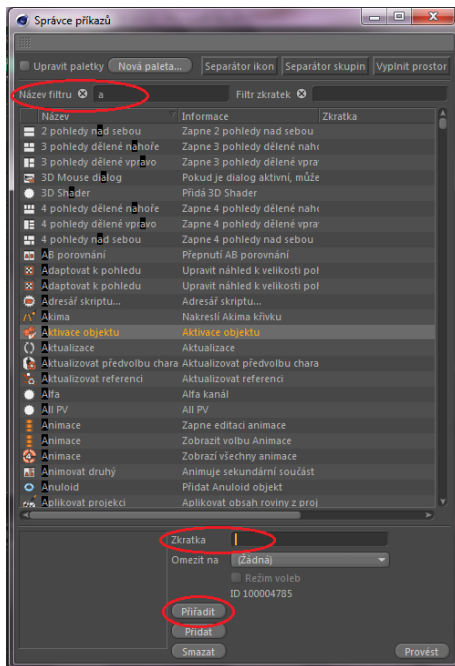 Správce příkazů
Upravit paletky Nová paleta... Separátor ikon Separátor skupin Vyplnit prostor
Název filtru a Filtr zkratek
Název Informace Zkratka
2 pohledy nad sebou Zapne 2 pohledy nad sebou
3 pohledy dělené nahoře Zapne 3 pohledy dělené naho
3 pohledy dělené vpravo Zapne 3 pohledy dělené vpra
3D Mouse dialog Pokud je dialog aktivní, může
3D Shader Přidá 3D Shader
4 pohledy dělené nahoře Zapne 4 pohledy dělené naho
4 pohledy dělené vpravo Zapne 4 pohledy dělené vpra
4 pohledy nad sebou Zapne 4 pohledy nad sebou
AB porovnání Přepnutí AB porovnání
Adaptovat k pohledu Upravit náhled k velikosti pol
Adaptovat k pohledu Upravit náhled k velikosti pol
Adresář skriptu... Adresář skriptu...
Akima Nakreslí Akima křivku
Aktivace objektu Aktivace objektu
Aktualizace Aktualizace
Aktualizovat předvolbu chara Aktualizovat předvolbu chara
Aktualizovat referenci Aktualizovat referenci
Alfa Alfa kanál
All PV All PV
Animace Zapne editaci animace
Animace Zobrazit volbu Animace
Animace Zobrazí všechny animace
Animovat druhý Animuje sekundární součást
Anuloid Přidat Anuloid objekt
Aplikovat projekci Aplikovat obsah roviny z proj
Zkratka
Omezit na (Žádná)
Režim voleb
ID 100004785
Přiřadit
Přidat
Smazat Provést